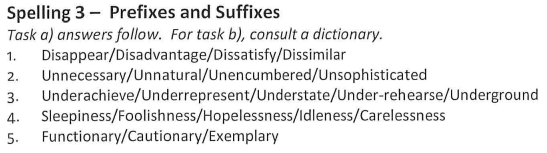 Spelling 3 – Prefixes and Suffixes
Task a) answers follow. For task b), consult a dictionary.
1. Disappear/Disadvantage/Dissatisfy/Dissimilar
2. Unnecessary/Unnatural/Unencumbered/Unsophisticated
3. Underachieve/Underrepresent/Understate/Under-rehearse/Underground
4. Sleepiness/Foolishness/Hopelessness/Idleness/Carelessness
5. Functionary/Cautionary/Exemplary